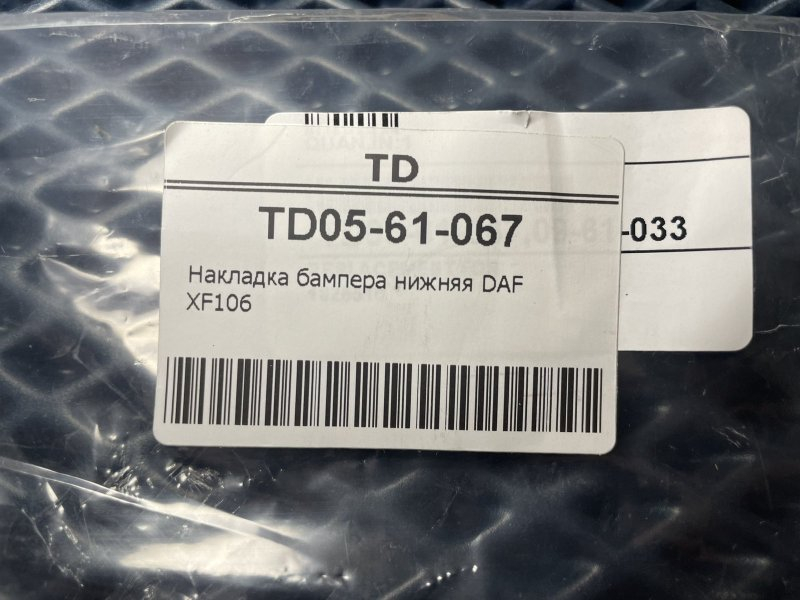 TD
TD05-61-067
-033
Накладка бампера нижняя DAF
XF106